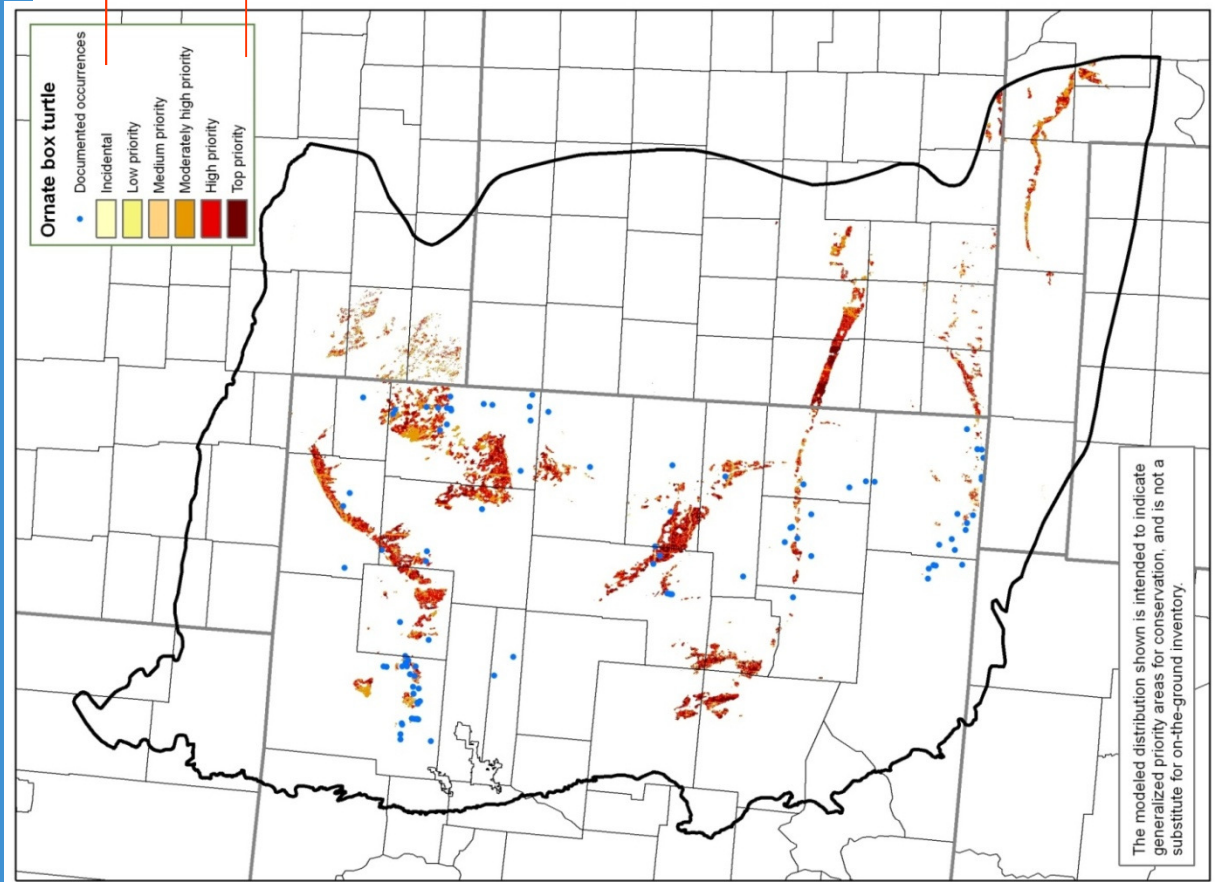 Ornate box turtle
Documented occurrences
Incidental
Low priority
Medium priority
Moderately high priority
High priority
Top priority
The modeled distribution shown is intended to indicate
generalized priority areas for conservation, and is not a
substitute for on-the-ground inventory.